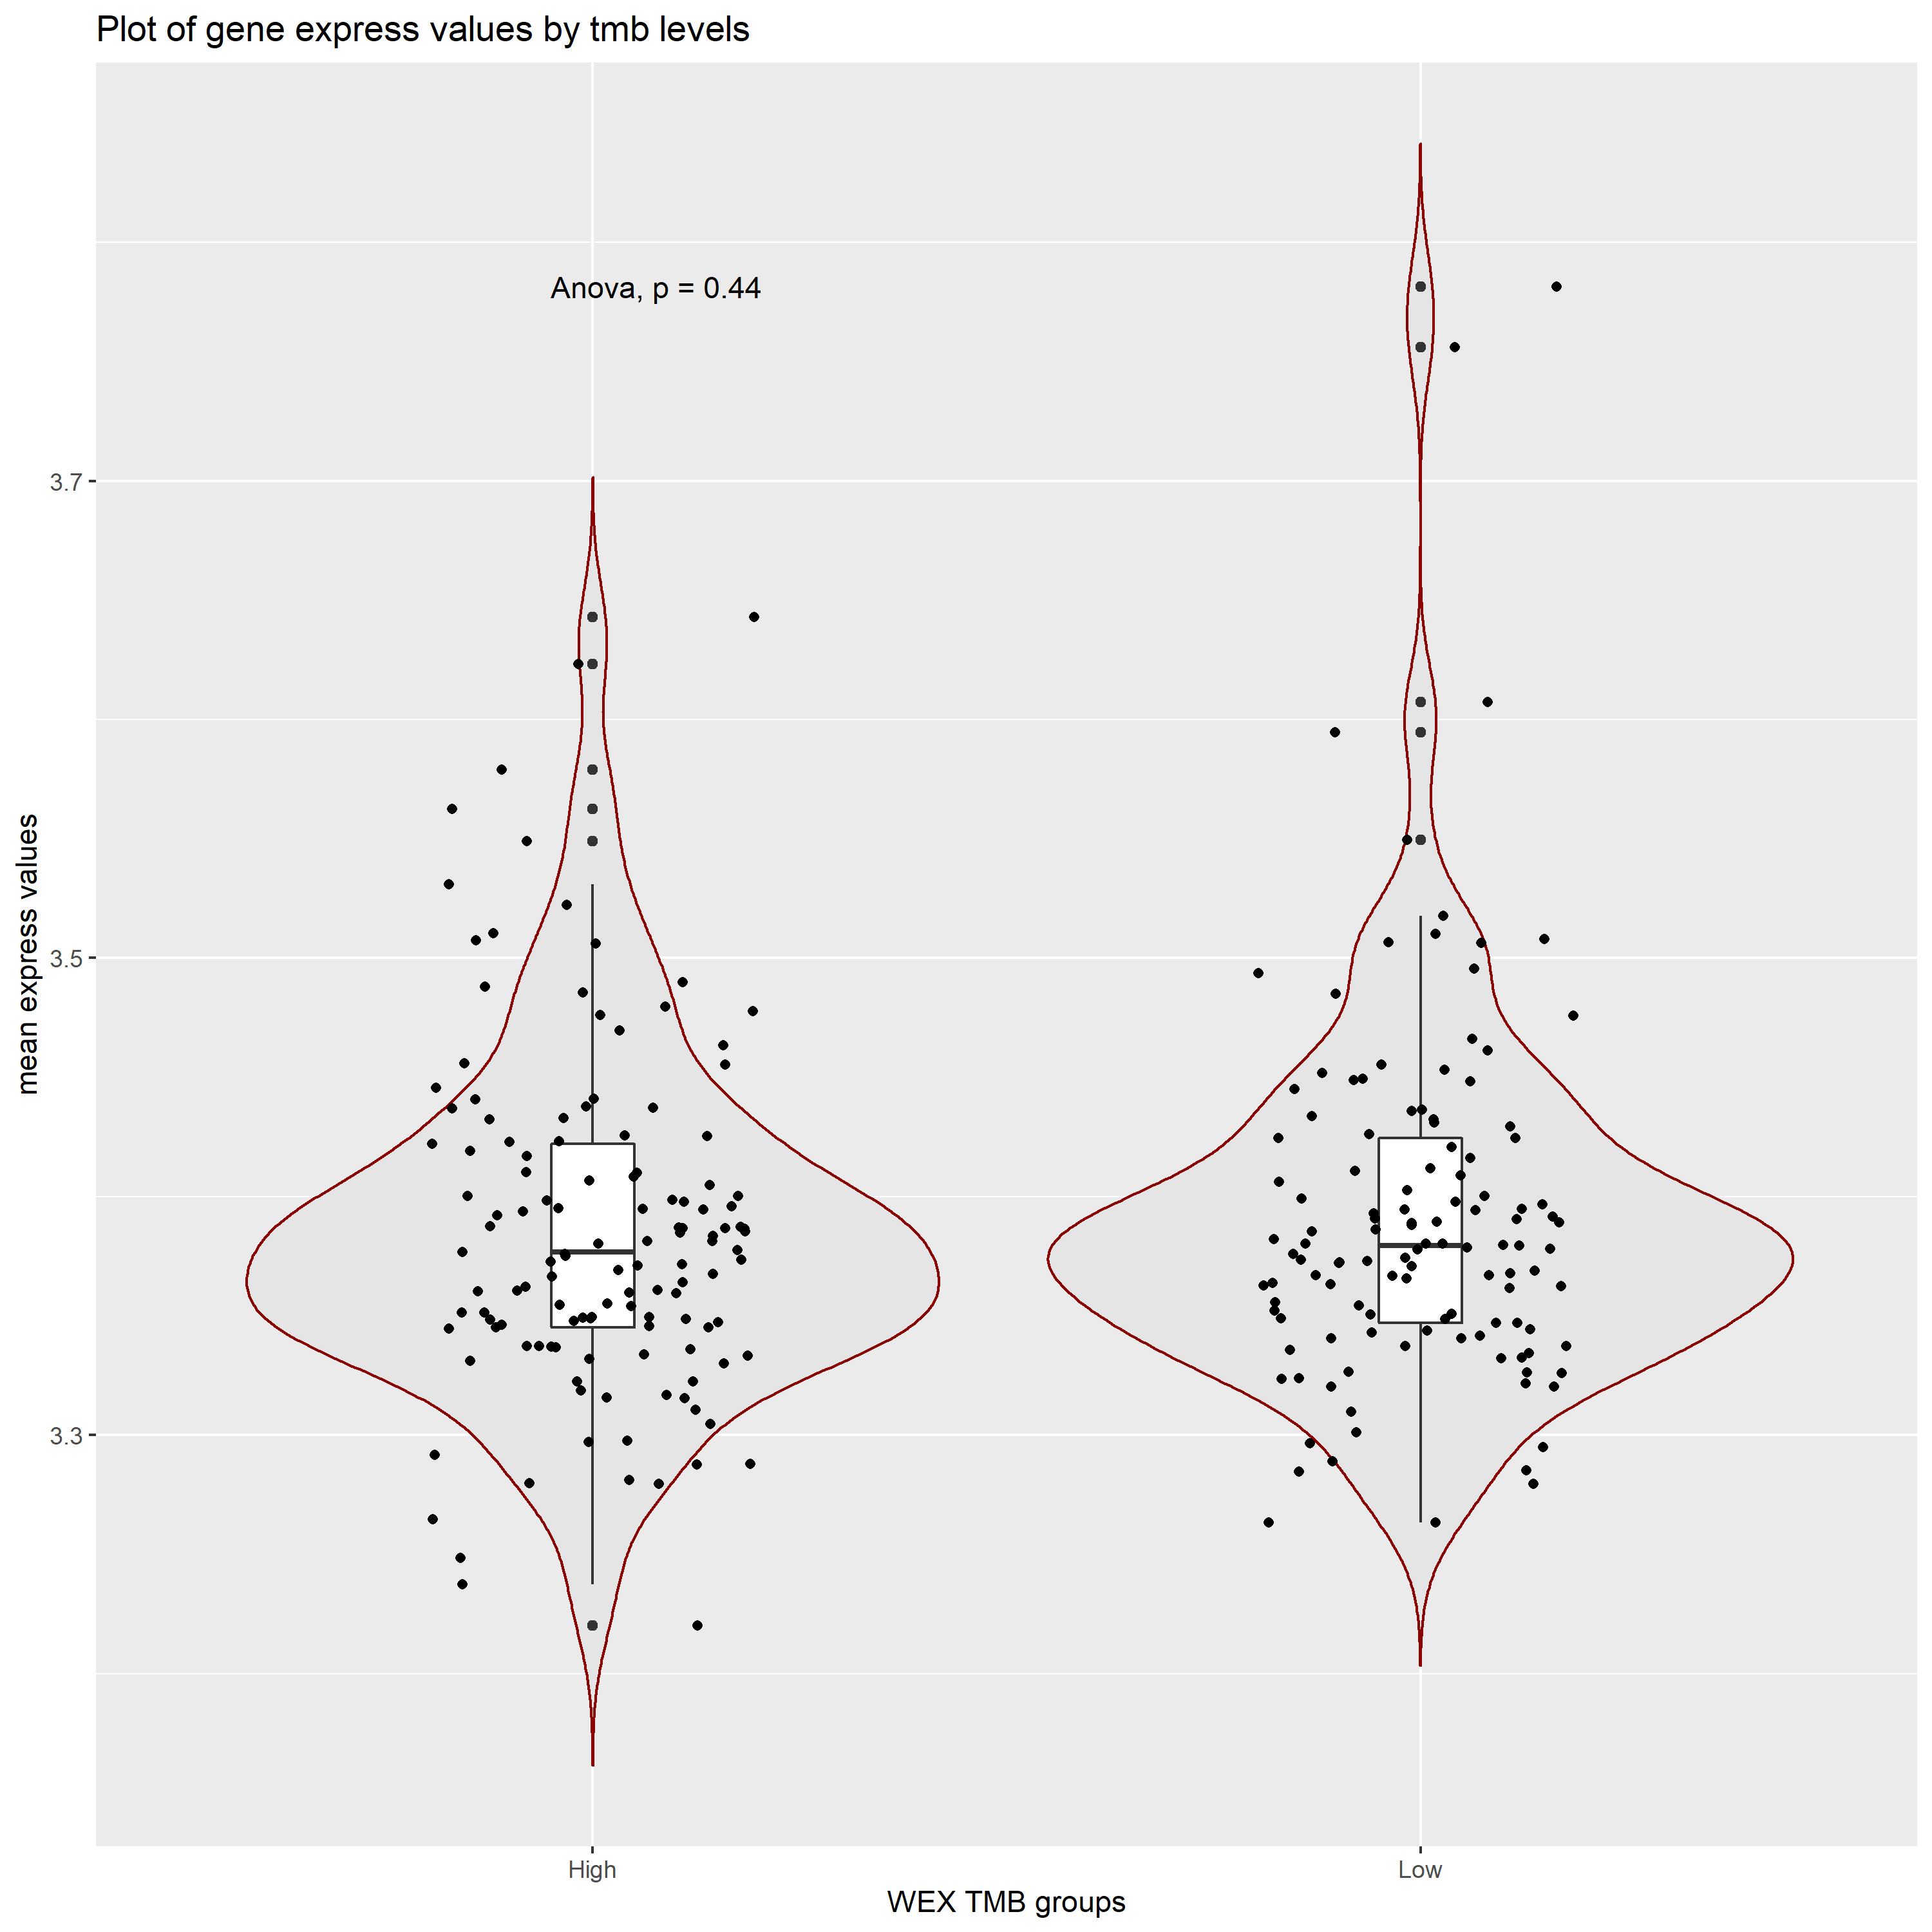 Plot of gene express values by tmb levels
Anova, p = 0.44
3.7
3.5
3.3
mean express values
High
Low
WEX TMB groups